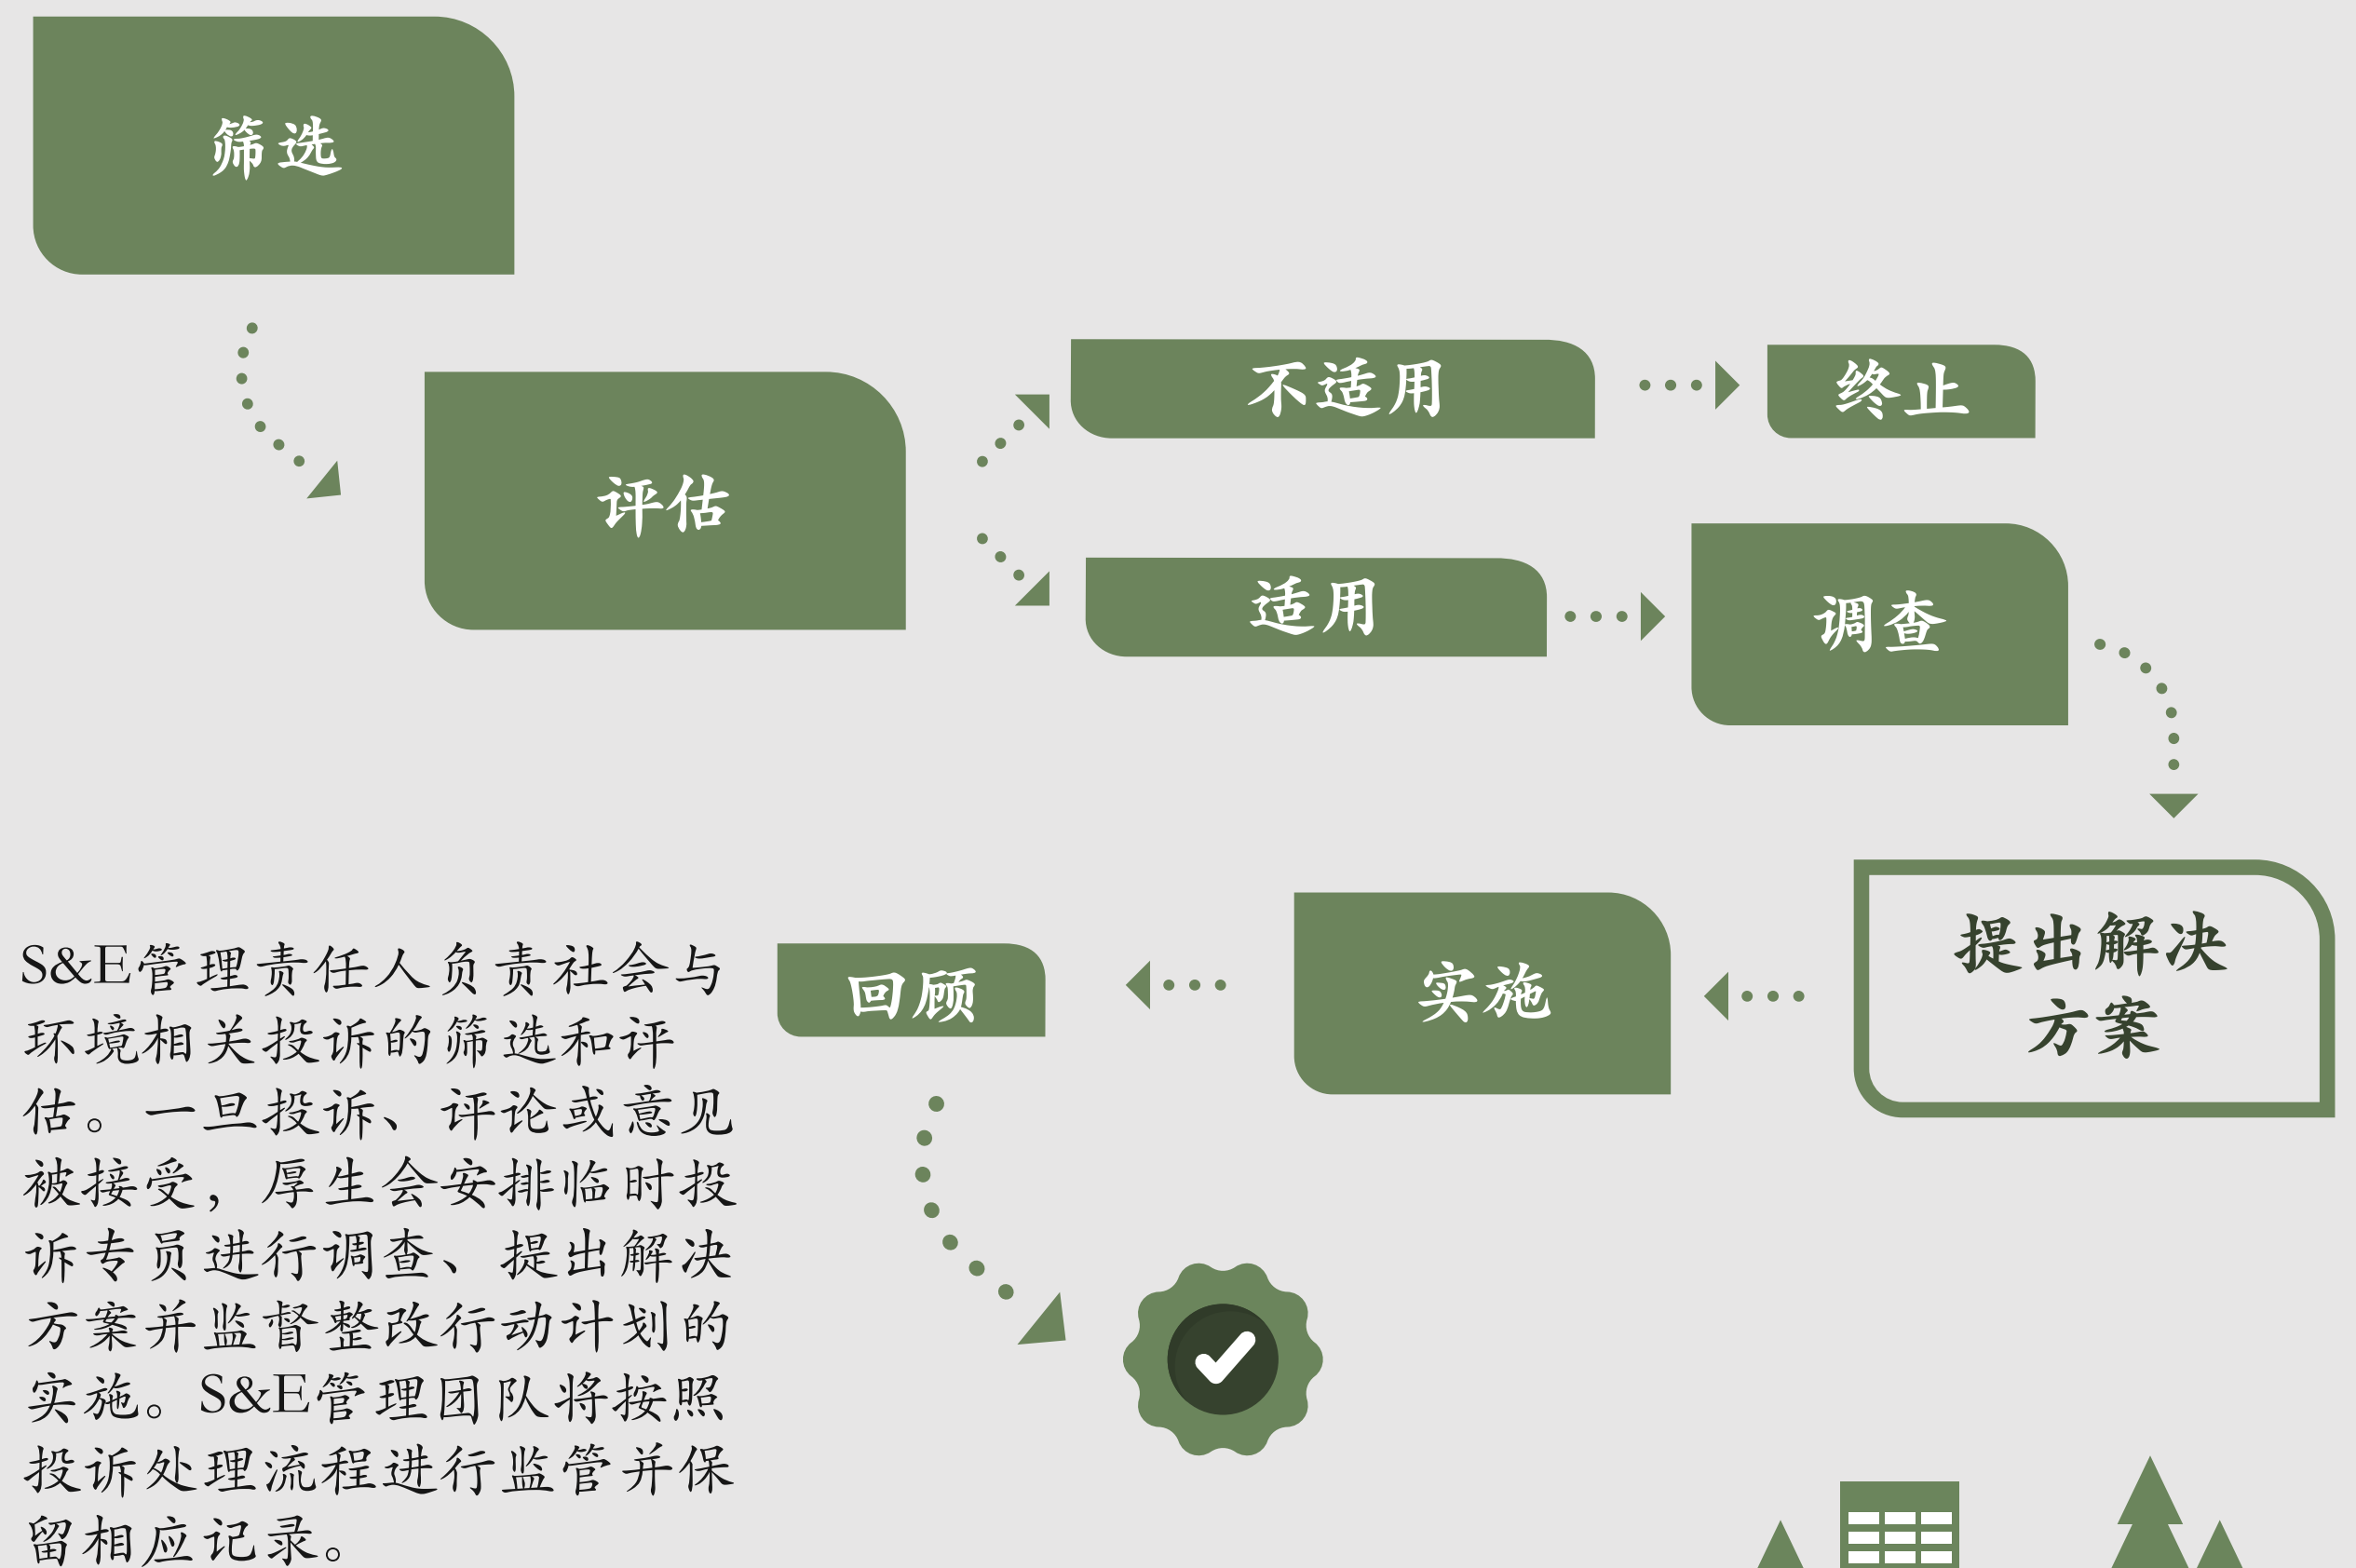 筛选
评估
不适用
终止
适用
调查
提出解决
方案
实施
回顾
S&E管理责任人负责社会与
环境相关投诉的筛选和评
估。一旦投诉、评议或意见
被接受，厚生会安排临时投
诉专员进行调查、提出解决
方案并监督整改行动计划的
实施。S&E管理团队将按照
投诉处理流程进行监管并保
留相应记录。